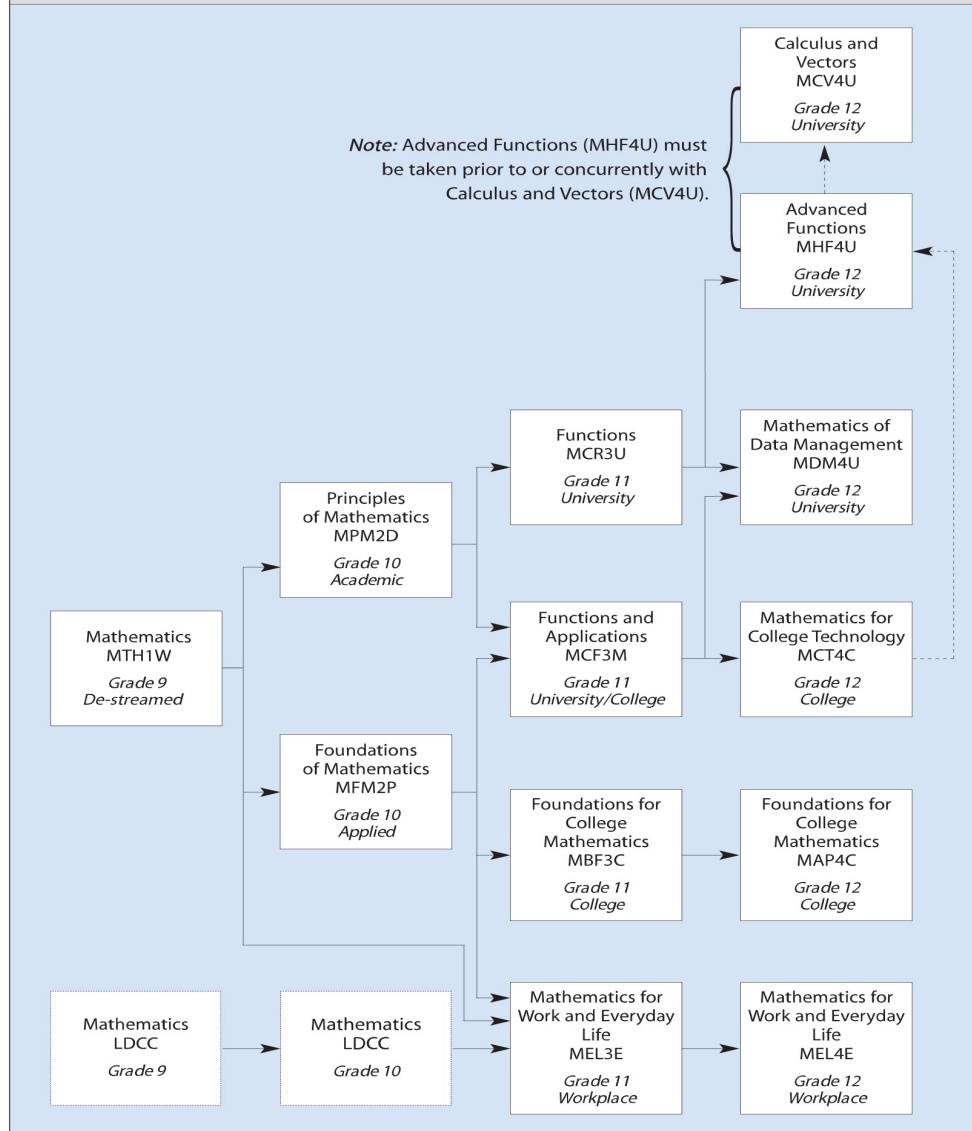 Calculus and
Vectors
MCV4U
Grade 12
University
Note: Advanced Functions (MHF4U) must
be taken prior to or concurrently with
Calculus and Vectors (MCV4U).
Advanced
Functions
MHF4U
Grade 12
University
Functions
MCR3U
Grade 11
University
Mathematics of
Data Management
MDM4U
Grade 12
University
Principles
of Mathematics
MPM2D
Grade 10
Academic
Mathematics
MTH1W
Grade 9
De-streamed
Functions and
Applications
MCF3M
Grade 11
University/College
Mathematics for
College Technology
MCT4C
Grade 12
College
Foundations
of Mathematics
MFM2P
Grade 10
Applied
Foundations for
College
Mathematics
MBF3C
Grade 11
College
Foundations for
College
Mathematics
MAP4C
Grade 12
College
Mathematics
LDCC
Grade 9
Mathematics
LDCC
Grade 10
Mathematics for
Work and Everyday
Life
MEL3E
Grade 11
Workplace
Mathematics for
Work and Everyday
Life
MEL4E
Grade 12
Workplace